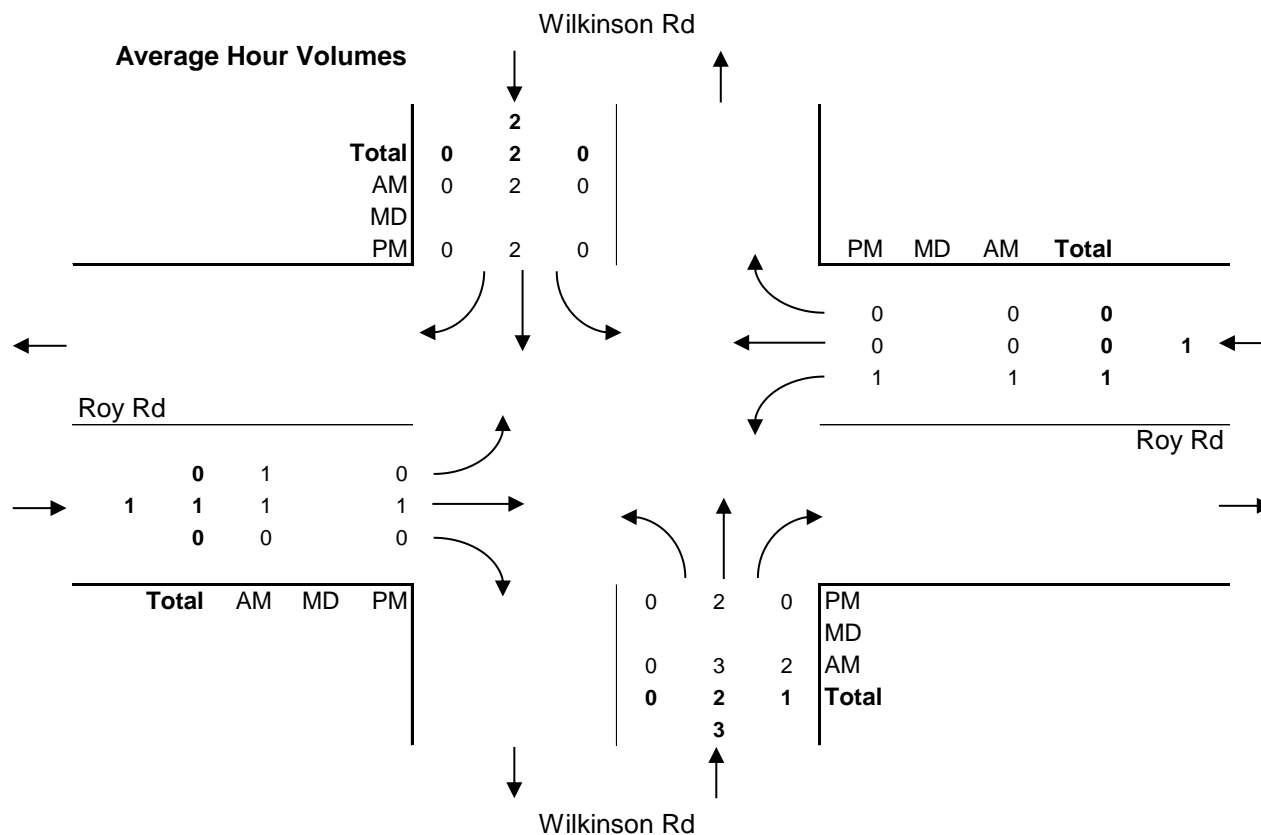 Wilkinson Rd
Average Hour Volumes
2
Total 0 2 0
AM 0 2 0
MD
PM 0 2 0
PM MD AM Total
0 0 0
0 0 0 1
1 1 1
Roy Rd
Roy Rd
0 1 0
1 1 1 1
0 0 0
Total AM MD PM
0 2 0 PM
MD
0 3 2 AM
0 2 1 Total
3
Wilkinson Rd